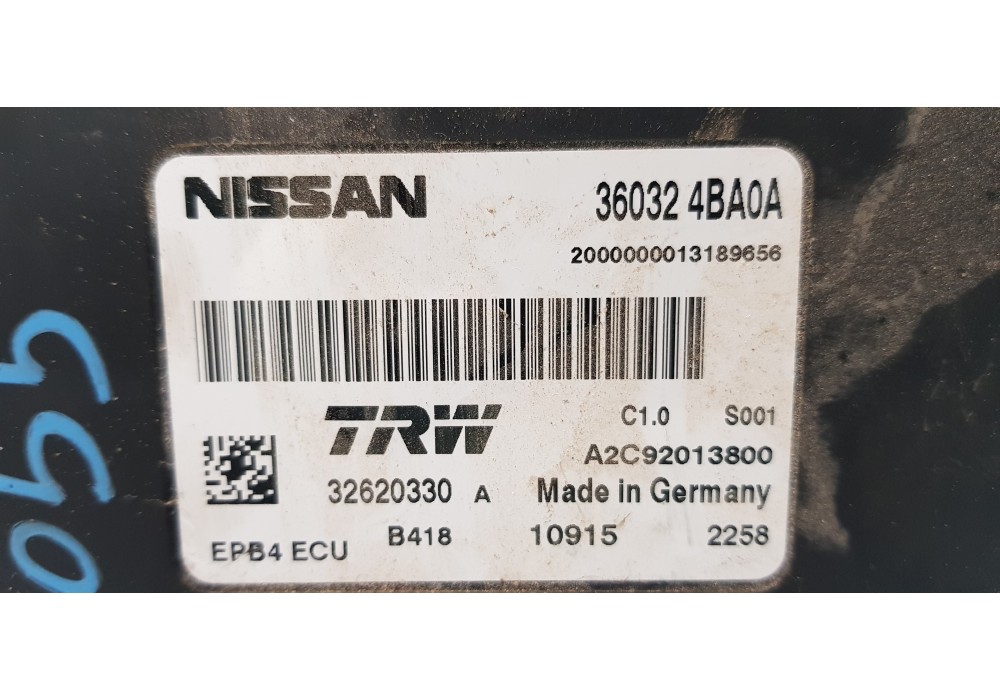 NISSAN 36032 4BA0A
2000000013189656
TRW C1.0 S001
A2C92013800
32620330 A Made in Germany
EPB4 ECU B418 10915 2258